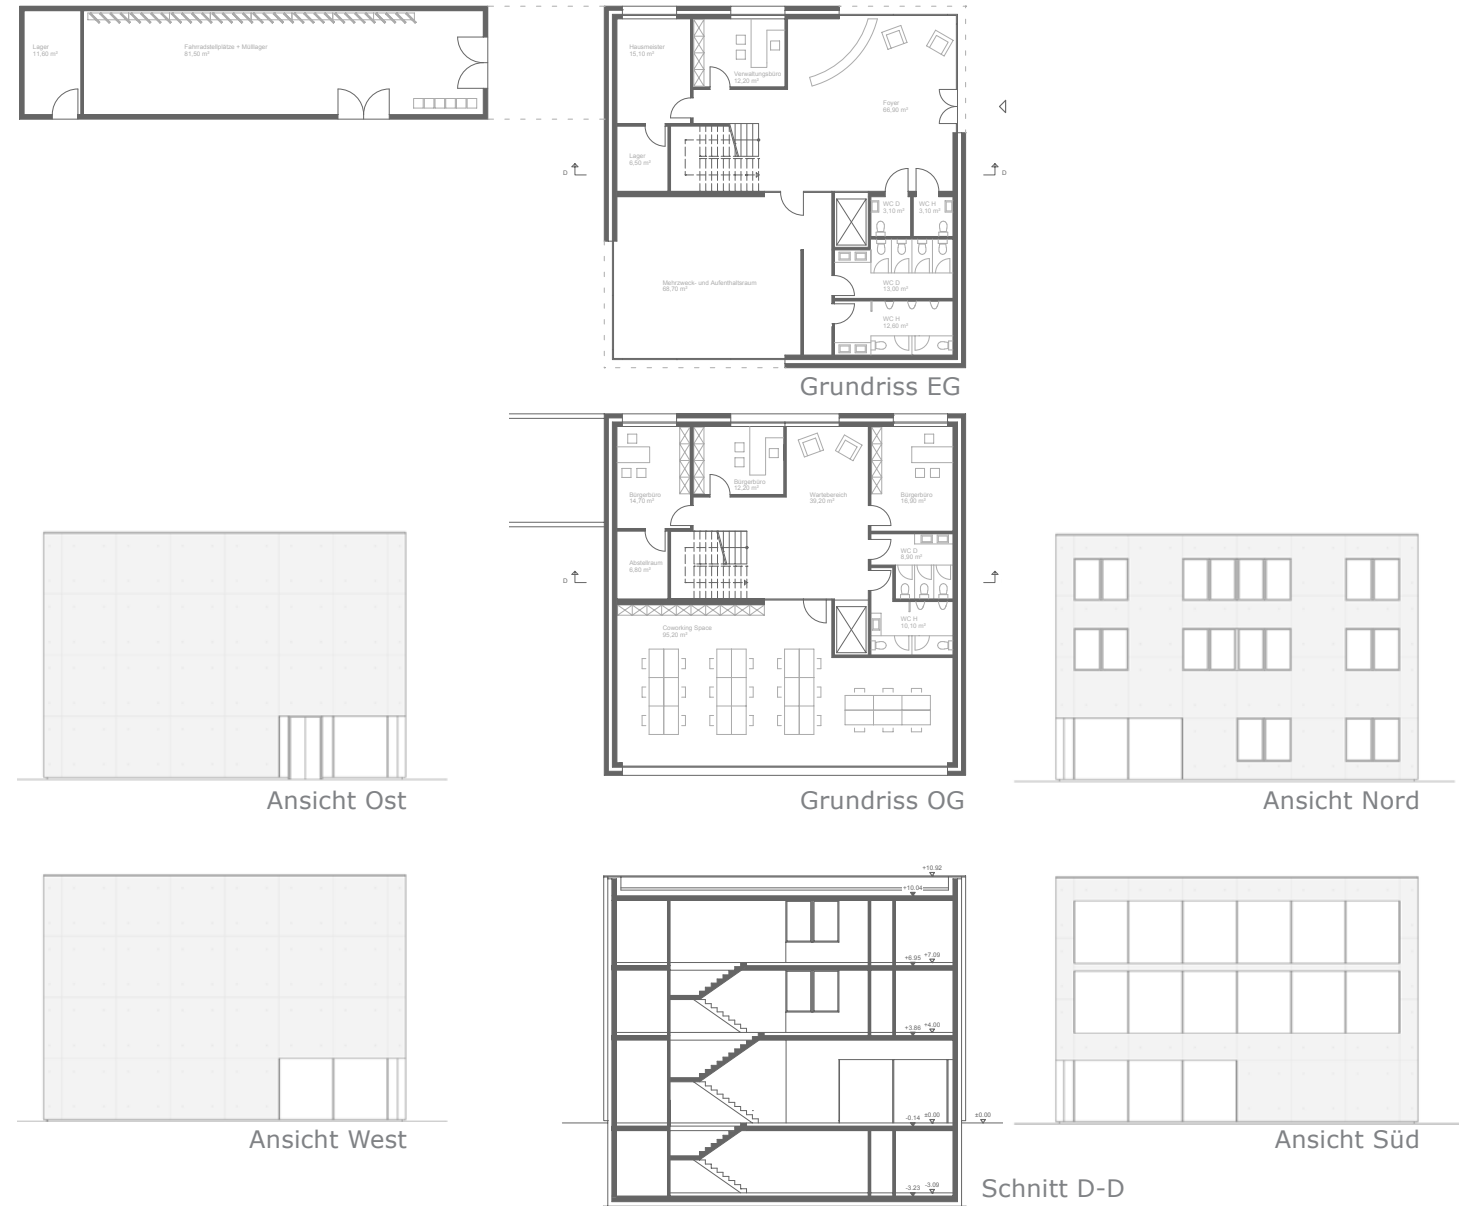 Lager
11,60 m²
Fahrradstellplätze + Mülllager
81,50 m²
Hausmeister
15,10 m²
Verwaltungsbüro
12,20 m²
Foyer
66,90 m²
Lager
6,50 m²
D
D
WC D
3,10 m²
WC H
3,10 m²
Mehrzweck- und Aufenthaltsraum
68,70 m²
WC D
13,00 m²
WC H
12,60 m²
Grundriss EG
Bürgerbüro
14,70 m²
Bürgerbüro
12,20 m²
Wartebereich
39,20 m²
Bürgerbüro
16,90 m²
Abstellraum
6,80 m²
D
WC D
8,90 m²
WC H
10,10 m²
Coworking Space
95,20 m²
Ansicht Ost
Grundriss OG
Ansicht Nord
+10.92
+10.04
+6.95 +7.09
+3.86 +4.00
-0.14 ±0.00
±0.00
-3.23 -3.09
Ansicht West
Ansicht Süd
Schnitt D-D